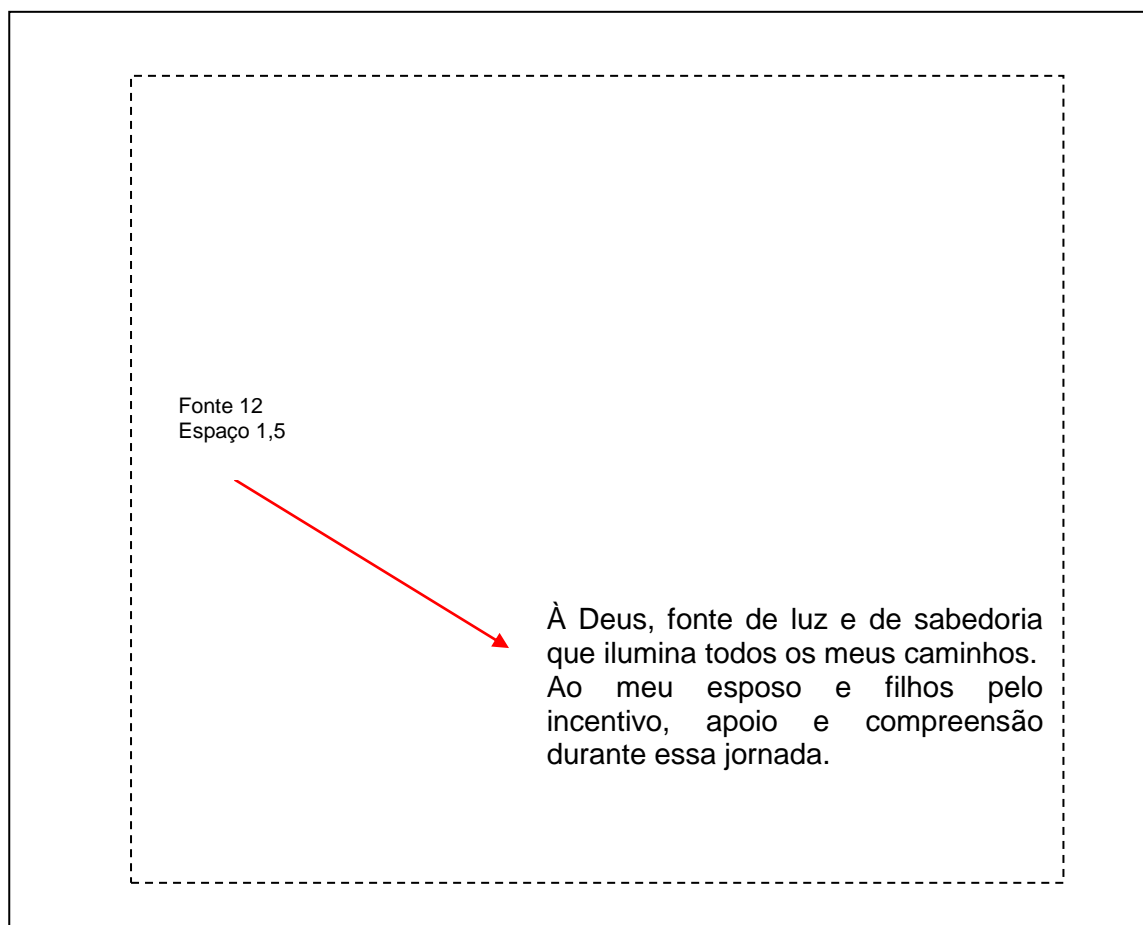 Fonte 12
Espaço 1,5
À Deus, fonte de luz e de sabedoria
que ilumina todos os meus caminhos.
Ao meu esposo e filhos pelo
incentivo, apoio e compreensão
durante essa jornada.